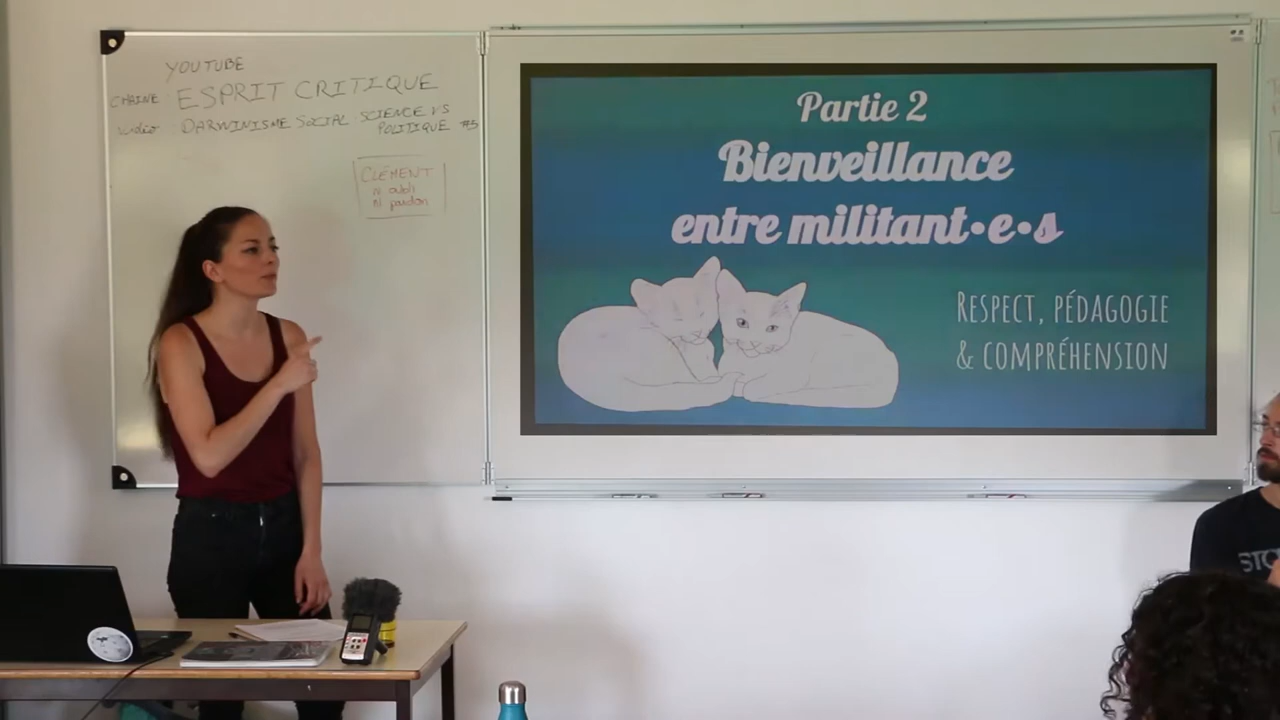 YOUTUBE
CHAINE ESPRIT CRITIQUE
vidéo DARWINISME SOCIAL SCIENCE VS
POLITIQUE #5
CLÉMENT
Ni oubli
Ni pardon
Partie 2
Bienveillance
entre militant•e•s
RESPECT, PÉDAGOGIE
& COMPRÉHENSION